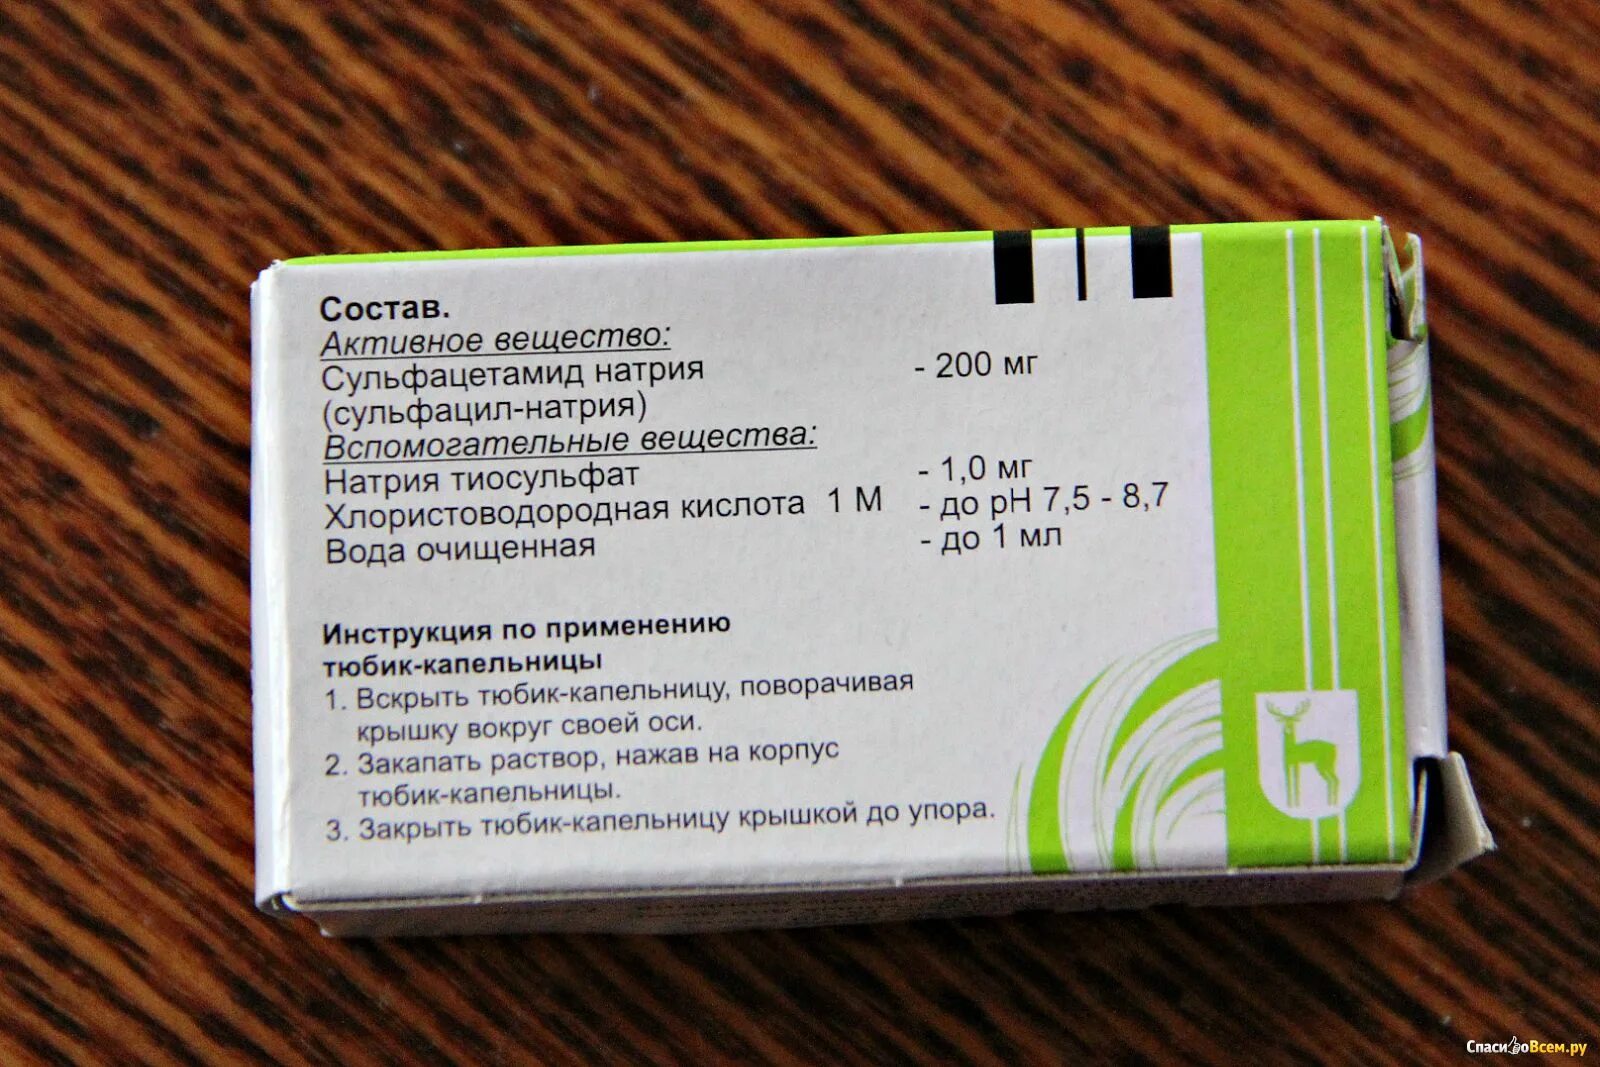 Состав.
Активное вещество:
Сульфацетамид натрия - 200 мг
(сульфацил-натрия)
Вспомогательные вещества:
Натрия тиосульфат - 1,0 мг
Хлористоводородная кислота 1 М - до pH 7,5 - 8,7
Вода очищенная - до 1 мл
Инструкция по применению
тюбик-капельницы
1. Вскрыть тюбик-капельницу, поворачивая
крышку вокруг своей оси.
2. Закапать раствор, нажав на корпус
тюбик-капельницы.
3. Закрыть тюбик-капельницу крышкой до упора.
СпасибоВсем.ру